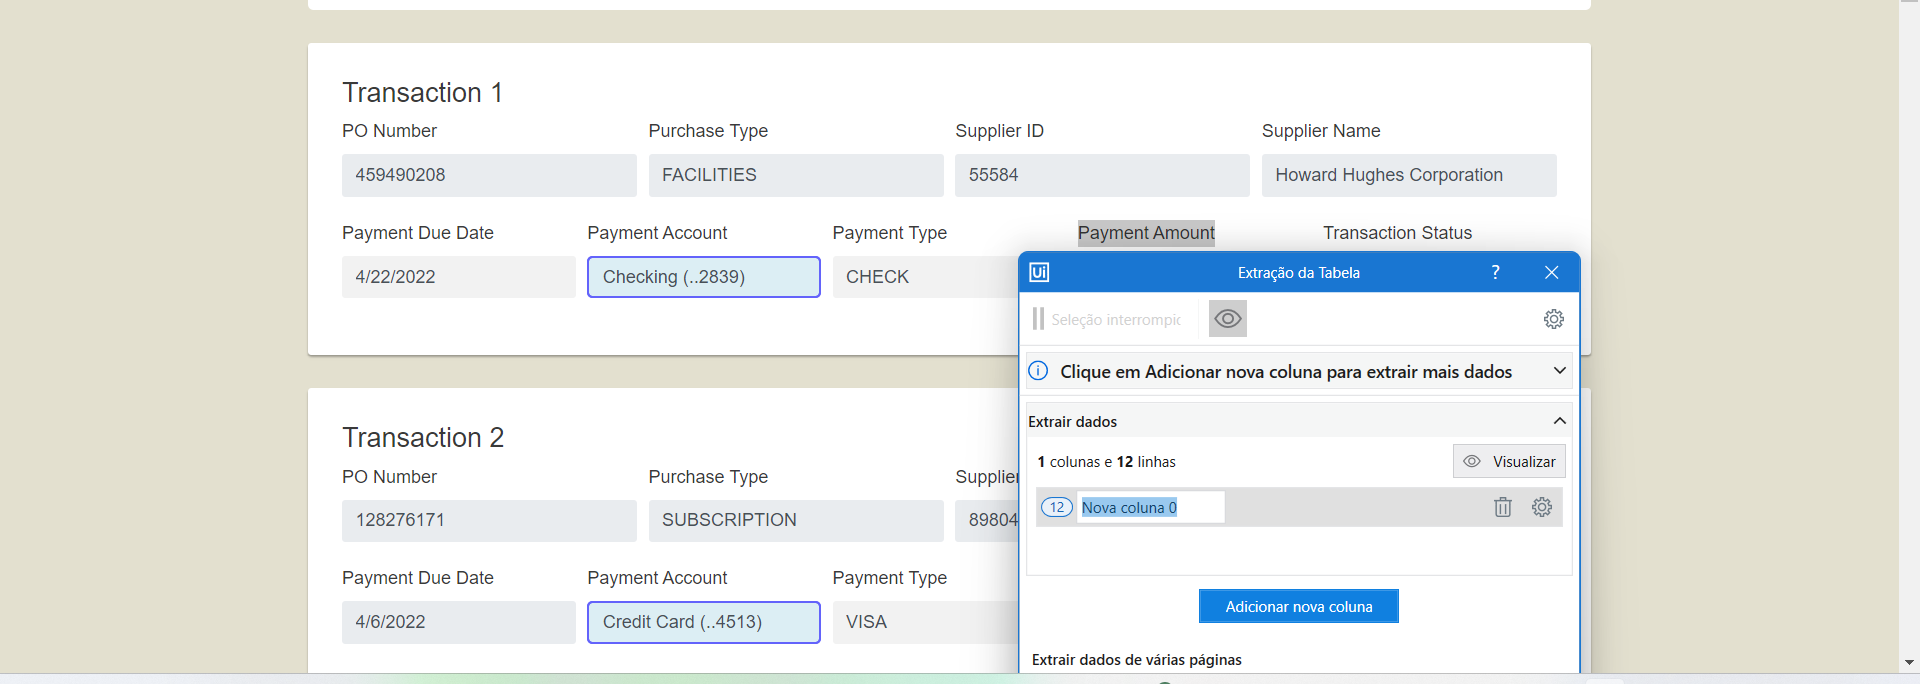 Transaction 1
PO Number Purchase Type Supplier ID Supplier Name
459490208 FACILITIES 55584 Howard Hughes Corporation
Payment Due Date Payment Account Payment Type Payment Amount Transaction Status
4/22/2022 Checking (..2839) CHECK
Transaction 2
PO Number Purchase Type Supplier
128276171 SUBSCRIPTION 89804
Payment Due Date Payment Account Payment Type
4/6/2022 Credit Card (..4513) VISA
Ui Extração da Tabela ?
Seleção interrompic
Clique em Adicionar nova coluna para extrair mais dados
Extrair dados
1 colunas e 12 linhas Visualizar
12 Nova coluna 0
Adicionar nova coluna
Extrair dados de várias páginas